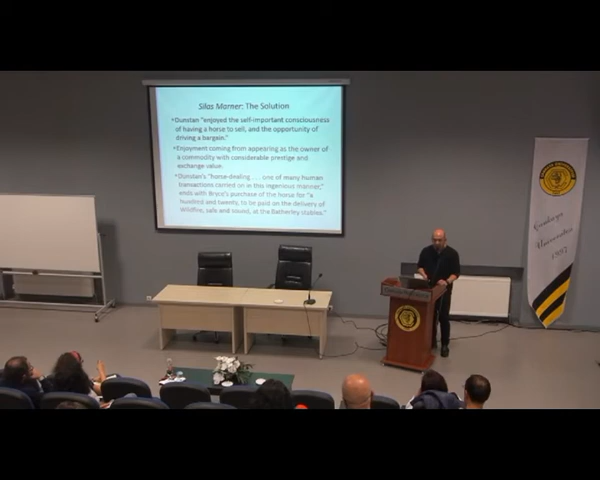 Silas Marner: The Solution
•Dunstan "enjoyed the self-important consciousness
of having a horse to sell, and the opportunity of
driving a bargain."
•Enjoyment coming from appearing as the owner of
a commodity with considerable prestige and
exchange value.
•Dunstan's "horse-dealing ... one of many human
transactions carried on in this ingenious manner,"
ends with Bryce's purchase of the horse for "a
hundred and twenty, to be paid on the delivery of
Wildfire, safe and sound, at the Batherley stables."
Çankaya
Üniversitesi
1997